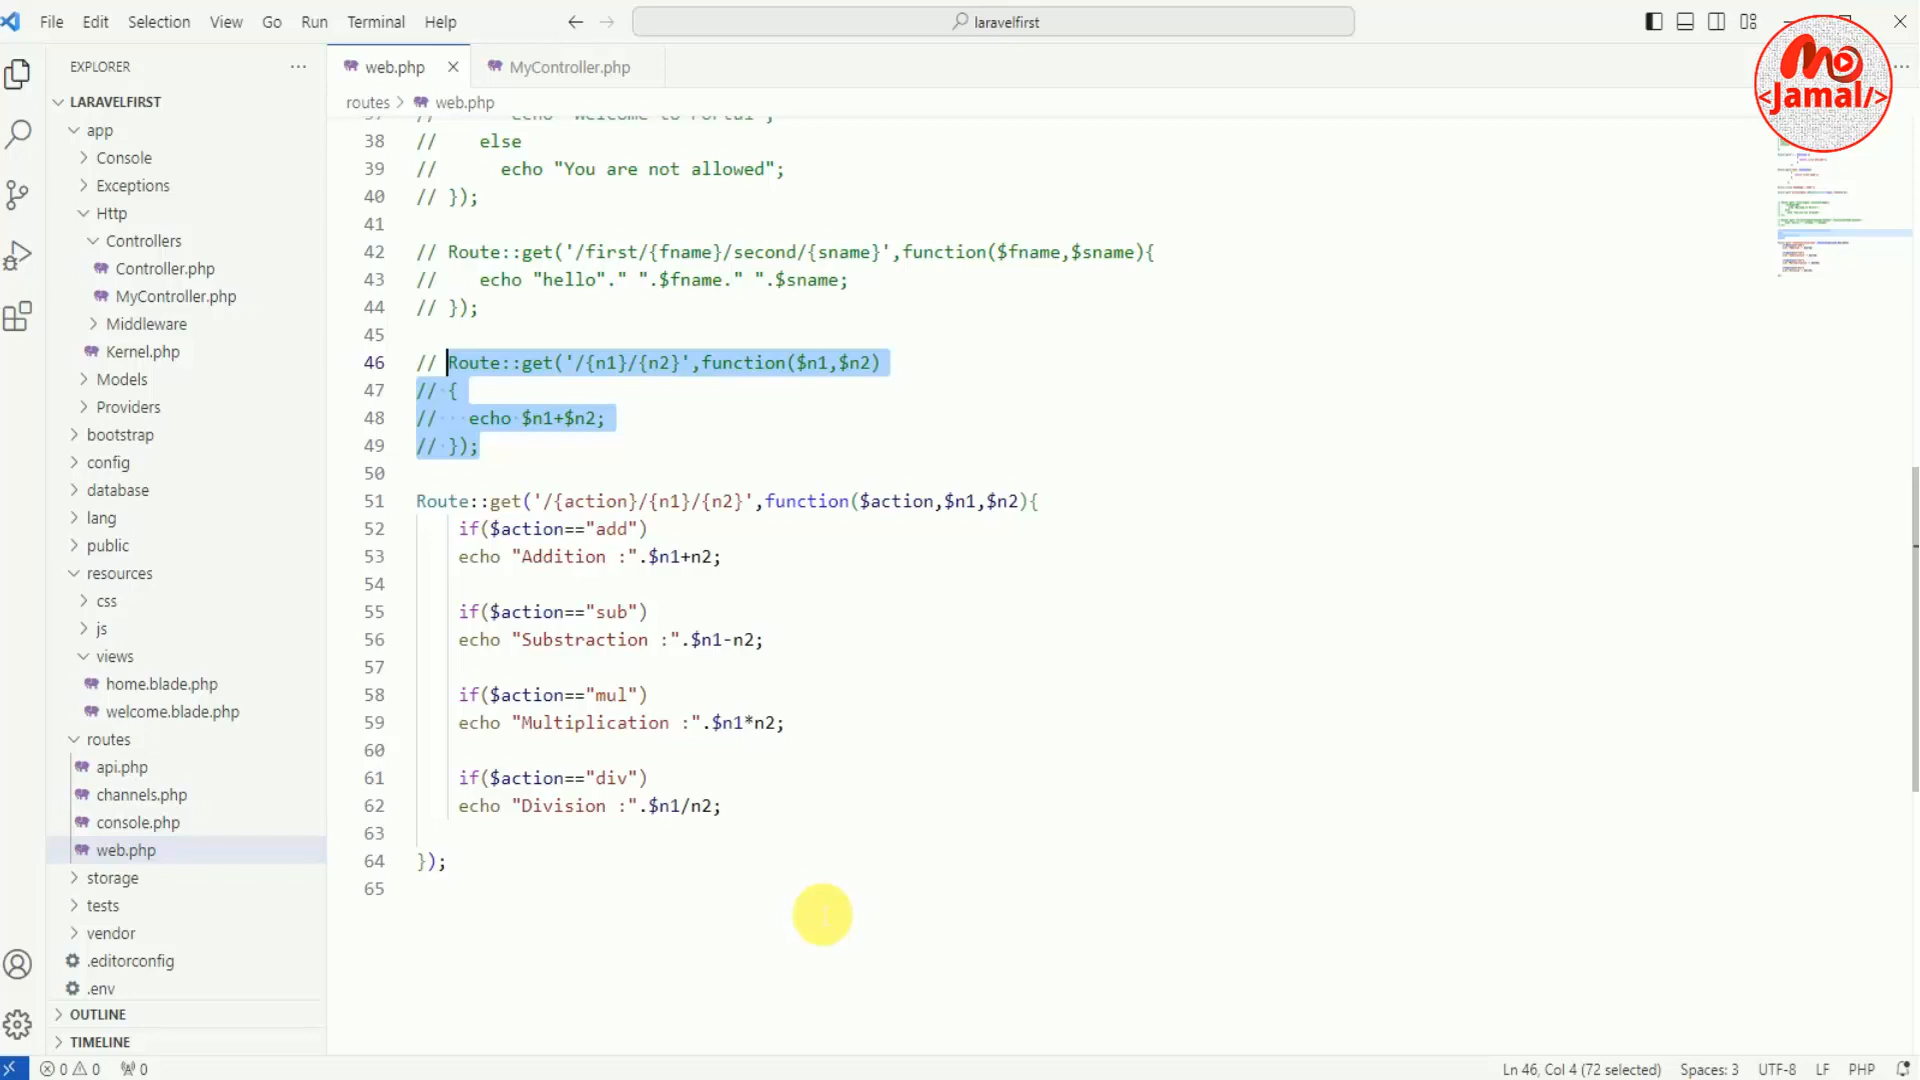 File Edit Selection View Go Run Terminal Help
laravelfirst
Mo
<Jamal/>
EXPLORER
web.php
MyController.php
LARAVELFIRST
routes > web.php
app
Console
Exceptions
Http
Controllers
Controller.php
MyController.php
Middleware
Kernel.php
Models
Providers
bootstrap
config
database
lang
public
resources
css
js
views
home.blade.php
welcome.blade.php
routes
api.php
channels.php
console.php
web.php
storage
tests
vendor
.editorconfig
.env
OUTLINE
TIMELINE
37 // echo "Welcome to Portal";
38 // else
39 // echo "You are not allowed";
40 // });
41
42 // Route::get('/first/{fname}/second/{sname}',function($fname,$sname){
43 // echo "hello"." ".$fname." ".$sname;
44 // });
45
46 // Route::get('/{n1}/{n2}',function($n1,$n2)
47 // {
48 // echo $n1+$n2;
49 // });
50
51 Route::get('/{action}/{n1}/{n2}',function($action,$n1,$n2){
52 if($action=="add")
53 echo "Addition :".$n1+n2;
54
55 if($action=="sub")
56 echo "Substraction :".$n1-n2;
57
58 if($action=="mul")
59 echo "Multiplication :".$n1*n2;
60
61 if($action=="div")
62 echo "Division :".$n1/n2;
63
64 });
65
0 0 0
Ln 46, Col 4 (72 selected) Spaces: 3 UTF-8 LF PHP